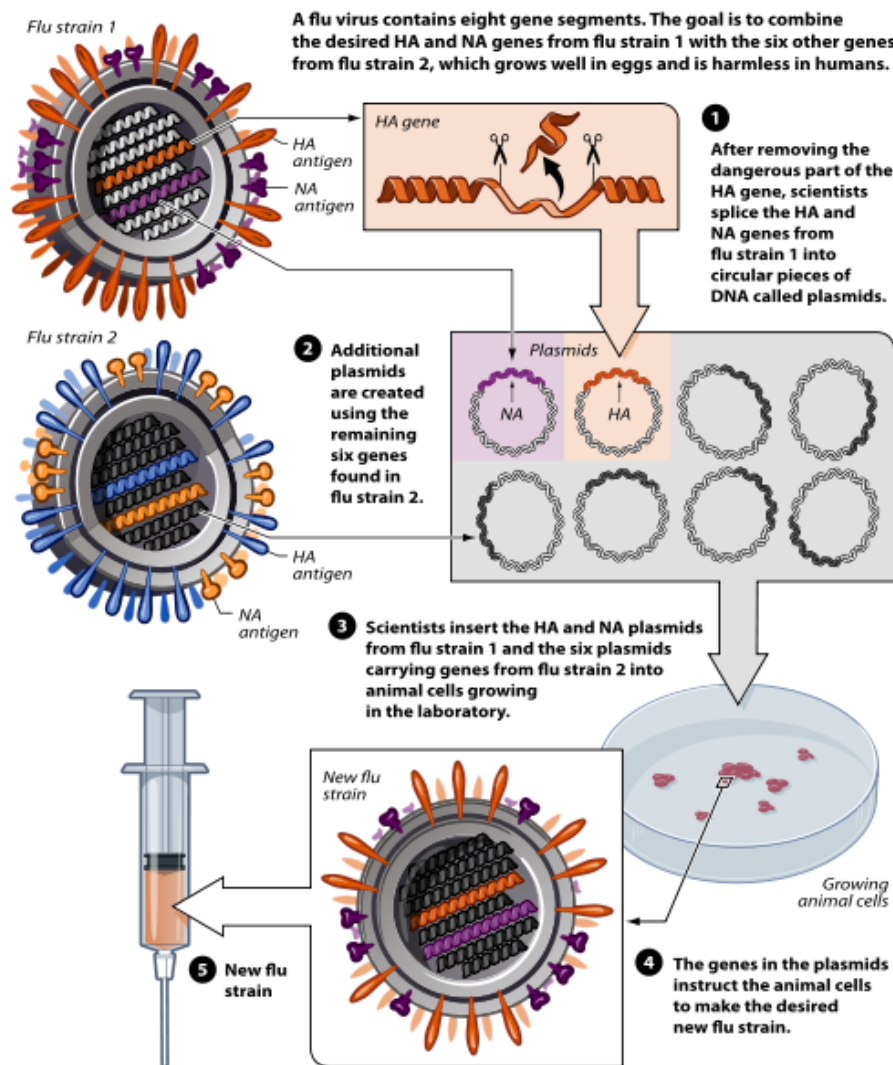 Flu strain 1
A flu virus contains eight gene segments. The goal is to combine
the desired HA and NA genes from flu strain 1 with the six other genes
from flu strain 2, which grows well in eggs and is harmless in humans.
HA gene
HA
antigen
NA
antigen
1
After removing the
dangerous part of the
HA gene, scientists
splice the HA and
NA genes from
flu strain 1 into
circular pieces of
DNA called plasmids.
Flu strain 2
2 Additional
plasmids
are created
using the
remaining
six genes
found in
flu strain 2.
Plasmids
NA
HA
HA
antigen
NA
antigen
3 Scientists insert the HA and NA plasmids
from flu strain 1 and the six plasmids
carrying genes from flu strain 2 into
animal cells growing
in the laboratory.
New flu
strain
Growing
animal cells
4 The genes in the plasmids
instruct the animal cells
to make the desired
new flu strain.
5 New flu
strain